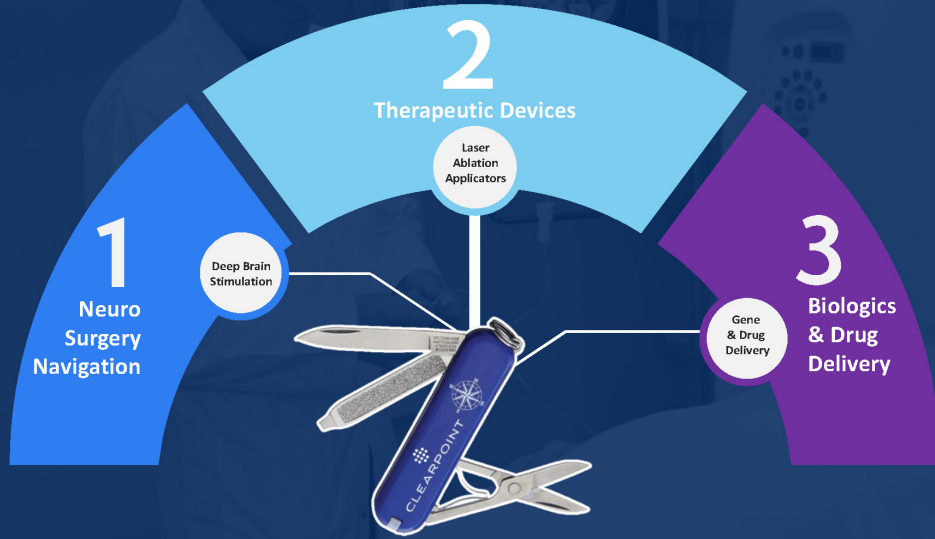 1
Neuro
Surgery
Navigation
Deep Brain
Stimulation
2
Therapeutic Devices
Laser
Ablation
Applicators
3
Biologics
& Drug
Delivery
Gene
& Drug
Delivery
CLEARPOINT